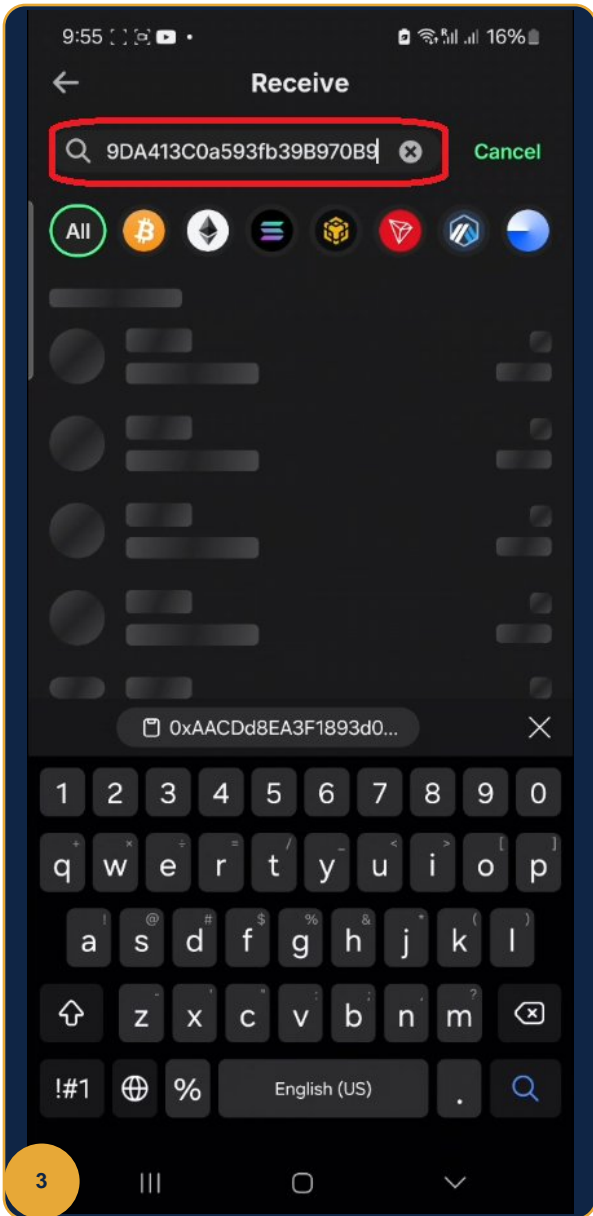 9:55 16%
Receive
9DA413C0a593fb39B970B9 Cancel
All
0xAACDd8EA3F1893d0...
1 2 3 4 5 6 7 8 9 0
q w e r t y u i o p
a s d f g h j k l
z x c v b n m
!#1 % English (US) .
3